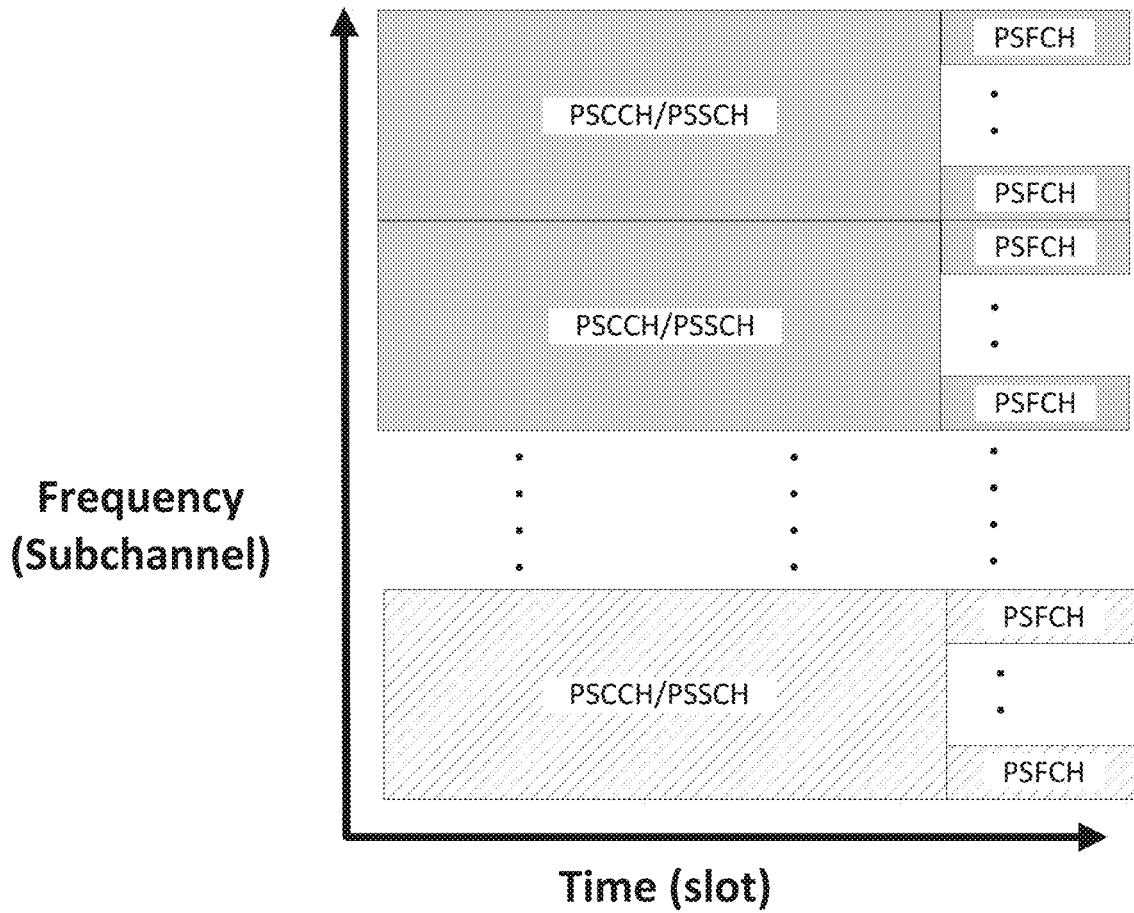 PSFCH
PSCCH/PSSCH
PSFCH
PSFCH
PSCCH/PSSCH
PSFCH
Frequency
(Subchannel)
PSFCH
PSCCH/PSSCH
PSFCH
Time (slot)